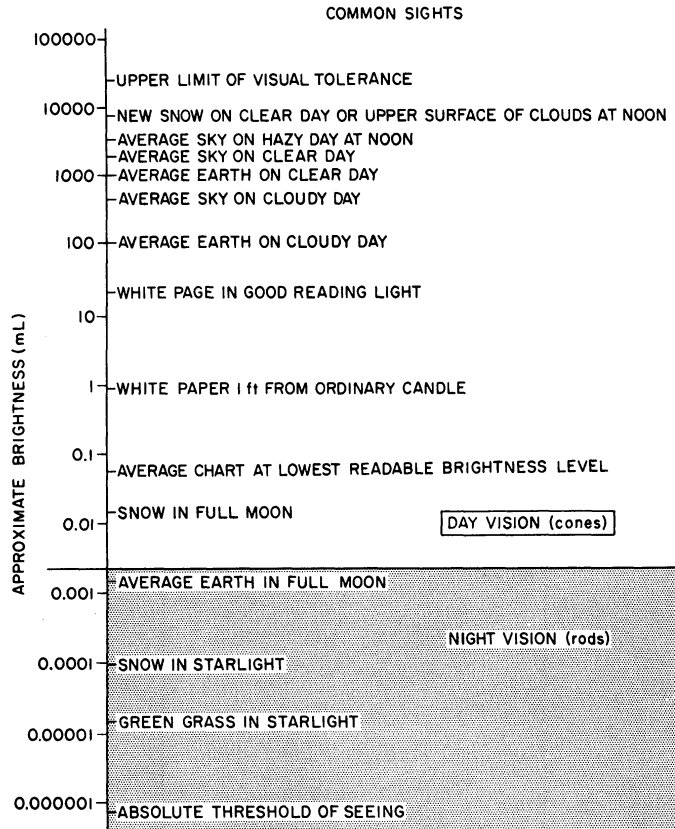 COMMON SIGHTS
100000
UPPER LIMIT OF VISUAL TOLERANCE
10000
NEW SNOW ON CLEAR DAY OR UPPER SURFACE OF CLOUDS AT NOON
AVERAGE SKY ON HAZY DAY AT NOON
AVERAGE SKY ON CLEAR DAY
1000 AVERAGE EARTH ON CLEAR DAY
AVERAGE SKY ON CLOUDY DAY
100 AVERAGE EARTH ON CLOUDY DAY
WHITE PAGE IN GOOD READING LIGHT
10
1 WHITE PAPER 1 ft FROM ORDINARY CANDLE
0.1
AVERAGE CHART AT LOWEST READABLE BRIGHTNESS LEVEL
SNOW IN FULL MOON
0.01 DAY VISION (cones)
AVERAGE EARTH IN FULL MOON
0.001
NIGHT VISION (rods)
0.0001 SNOW IN STARLIGHT
GREEN GRASS IN STARLIGHT
0.00001
0.000001
ABSOLUTE THRESHOLD OF SEEING
APPROXIMATE BRIGHTNESS (mL)